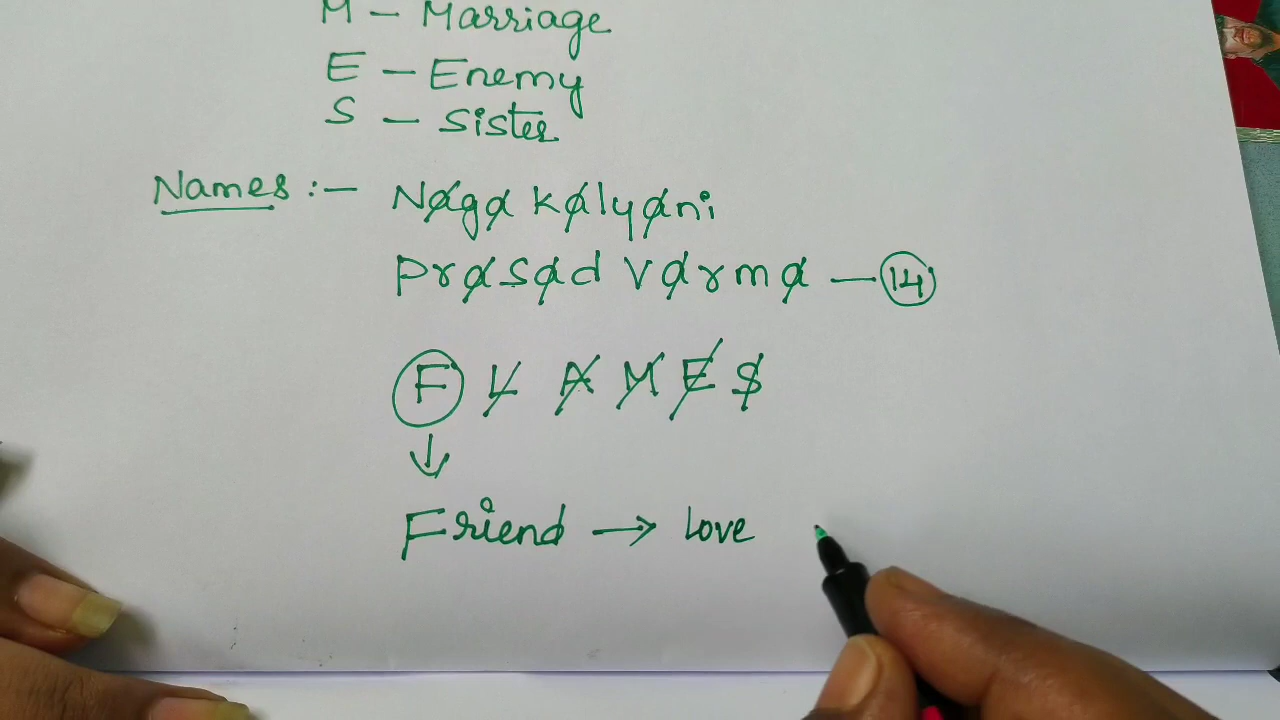 M - Marriage
E - Enemy
S - Sister
Names :- Naga kalyani
Prasad Varma - 14
F L A M E S
↓
Friend → Love